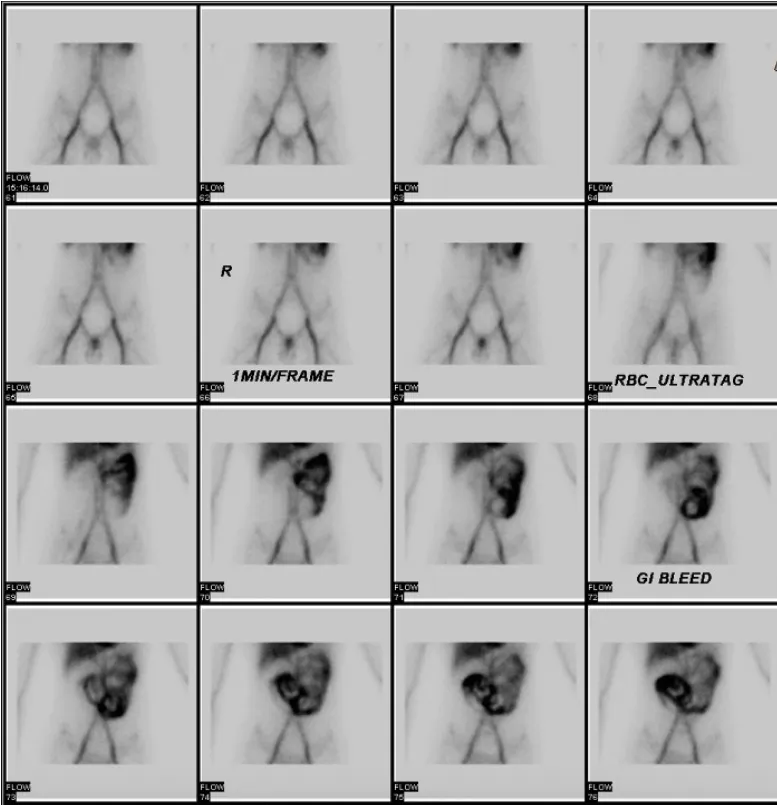 FLOW
15:16:14.0
61
FLOW
62
FLOW
63
FLOW
64
R
1MIN/FRAME
RBC_ULTRATAG
FLOW
65
FLOW
66
FLOW
67
FLOW
68
GI BLEED
FLOW
69
FLOW
70
FLOW
71
FLOW
72
FLOW
73
FLOW
74
FLOW
75
FLOW
76